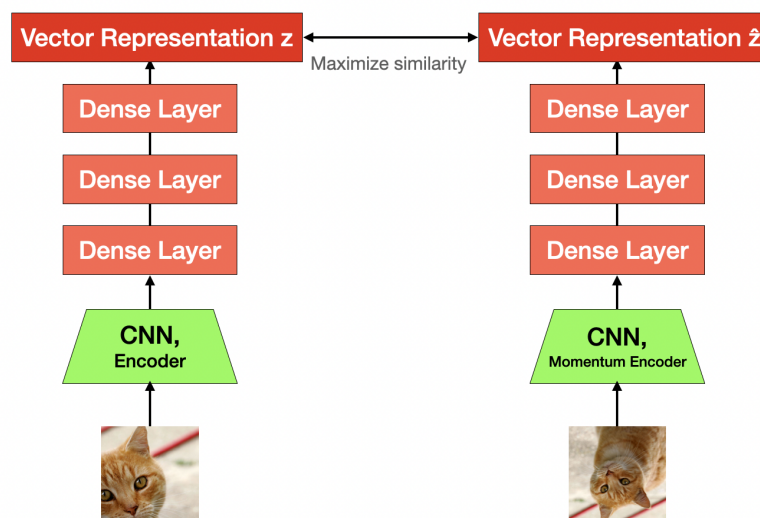 Vector Representation z
Vector Representation ẑ
Maximize similarity
Dense Layer
Dense Layer
Dense Layer
Dense Layer
Dense Layer
Dense Layer
CNN,
Encoder
CNN,
Momentum Encoder